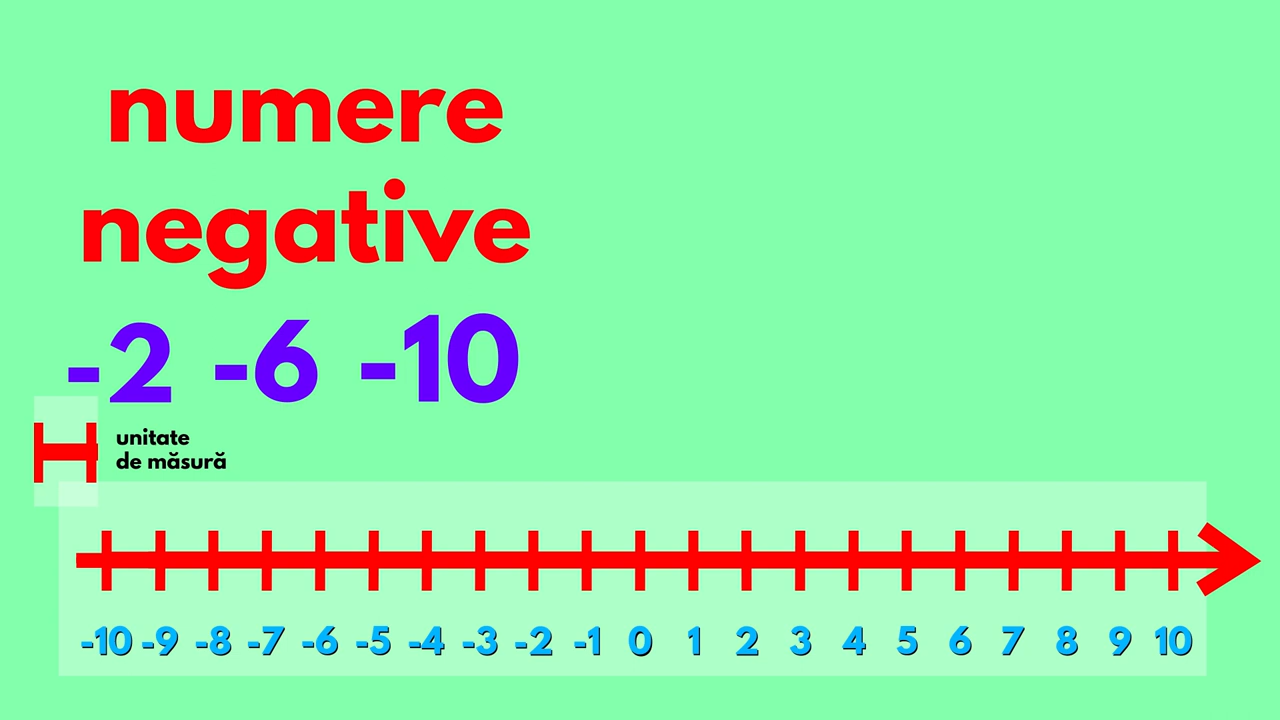 numere
negative
-2 -6 -10
unitate
de măsură
-10 -9 -8 -7 -6 -5 -4 -3 -2 -1 0 1 2 3 4 5 6 7 8 9 10